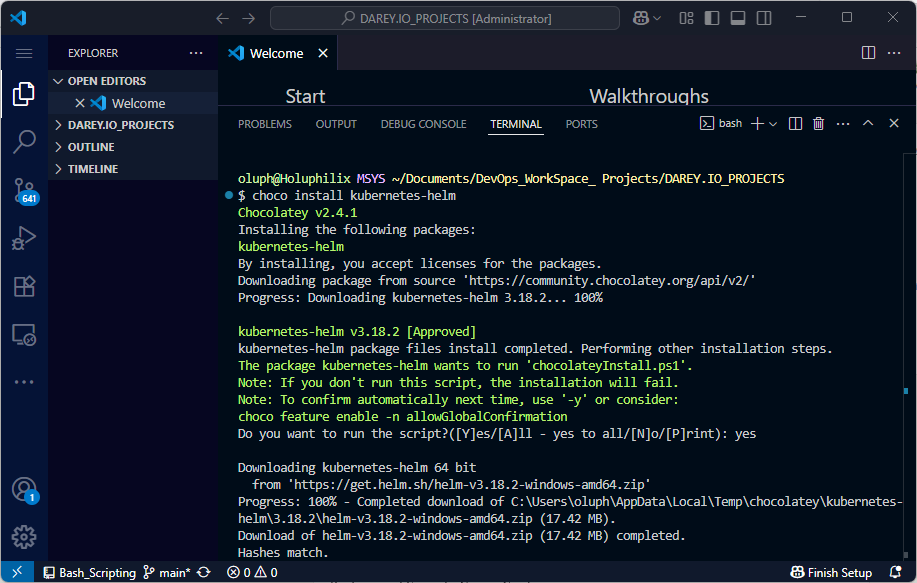 DAREY.IO_PROJECTS [Administrator]
EXPLORER
Welcome
OPEN EDITORS
Welcome
DAREY.IO_PROJECTS
OUTLINE
TIMELINE
641
1
Start
Walkthroughs
PROBLEMS OUTPUT DEBUG CONSOLE TERMINAL PORTS
bash
oluph@Holuphilix MSYS ~/Documents/DevOps_WorkSpace_ Projects/DAREY.IO_PROJECTS
$ choco install kubernetes-helm
Chocolatey v2.4.1
Installing the following packages:
kubernetes-helm
By installing, you accept licenses for the packages.
Downloading package from source 'https://community.chocolatey.org/api/v2/'
Progress: Downloading kubernetes-helm 3.18.2... 100%
kubernetes-helm v3.18.2 [Approved]
kubernetes-helm package files install completed. Performing other installation steps.
The package kubernetes-helm wants to run 'chocolateyInstall.ps1'.
Note: If you don't run this script, the installation will fail.
Note: To confirm automatically next time, use '-y' or consider:
choco feature enable -n allowGlobalConfirmation
Do you want to run the script?([Y]es/[A]ll - yes to all/[N]o/[P]rint): yes
Downloading kubernetes-helm 64 bit
from 'https://get.helm.sh/helm-v3.18.2-windows-amd64.zip'
Progress: 100% - Completed download of C:\Users\oluph\AppData\Local\Temp\chocolatey\kubernetes-
helm\3.18.2\helm-v3.18.2-windows-amd64.zip (17.42 MB).
Download of helm-v3.18.2-windows-amd64.zip (17.42 MB) completed.
Hashes match.
Bash_Scripting main* 0 0 Finish Setup